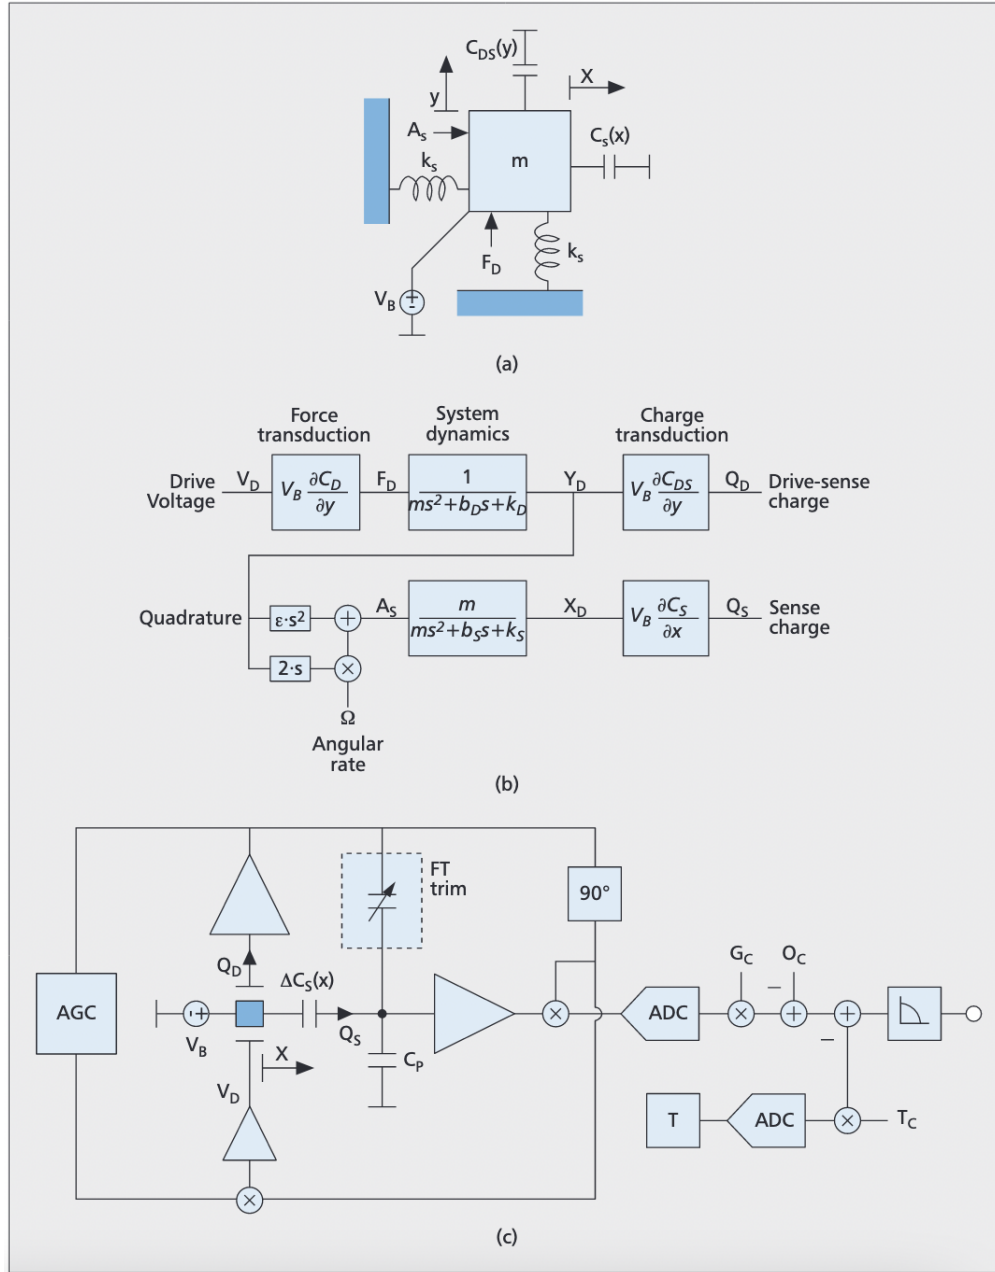 C_DS(y)
y
X
A_s
m
C_s(x)
k_s
F_D
k_s
V_B
+
-
(a)
Force
transduction
System
dynamics
Charge
transduction
Drive
Voltage
V_D
V_B ∂C_D/∂y
F_D
1/(ms²+b_Ds+k_D)
Y_D
V_B ∂C_DS/∂y
Q_D
Drive-sense
charge
Quadrature
ε·s²
+
A_S
m/(ms²+b_Ss+k_S)
X_D
V_B ∂C_S/∂x
Q_S
Sense
charge
2·s
×
Ω
Angular
rate
(b)
FT
trim
90°
Q_D
ΔC_S(x)
G_C
O_C
AGC
- +
V_B
Q_S
×
ADC
×
−
+
+
−
X
C_P
V_D
T
ADC
×
T_C
×
(c)